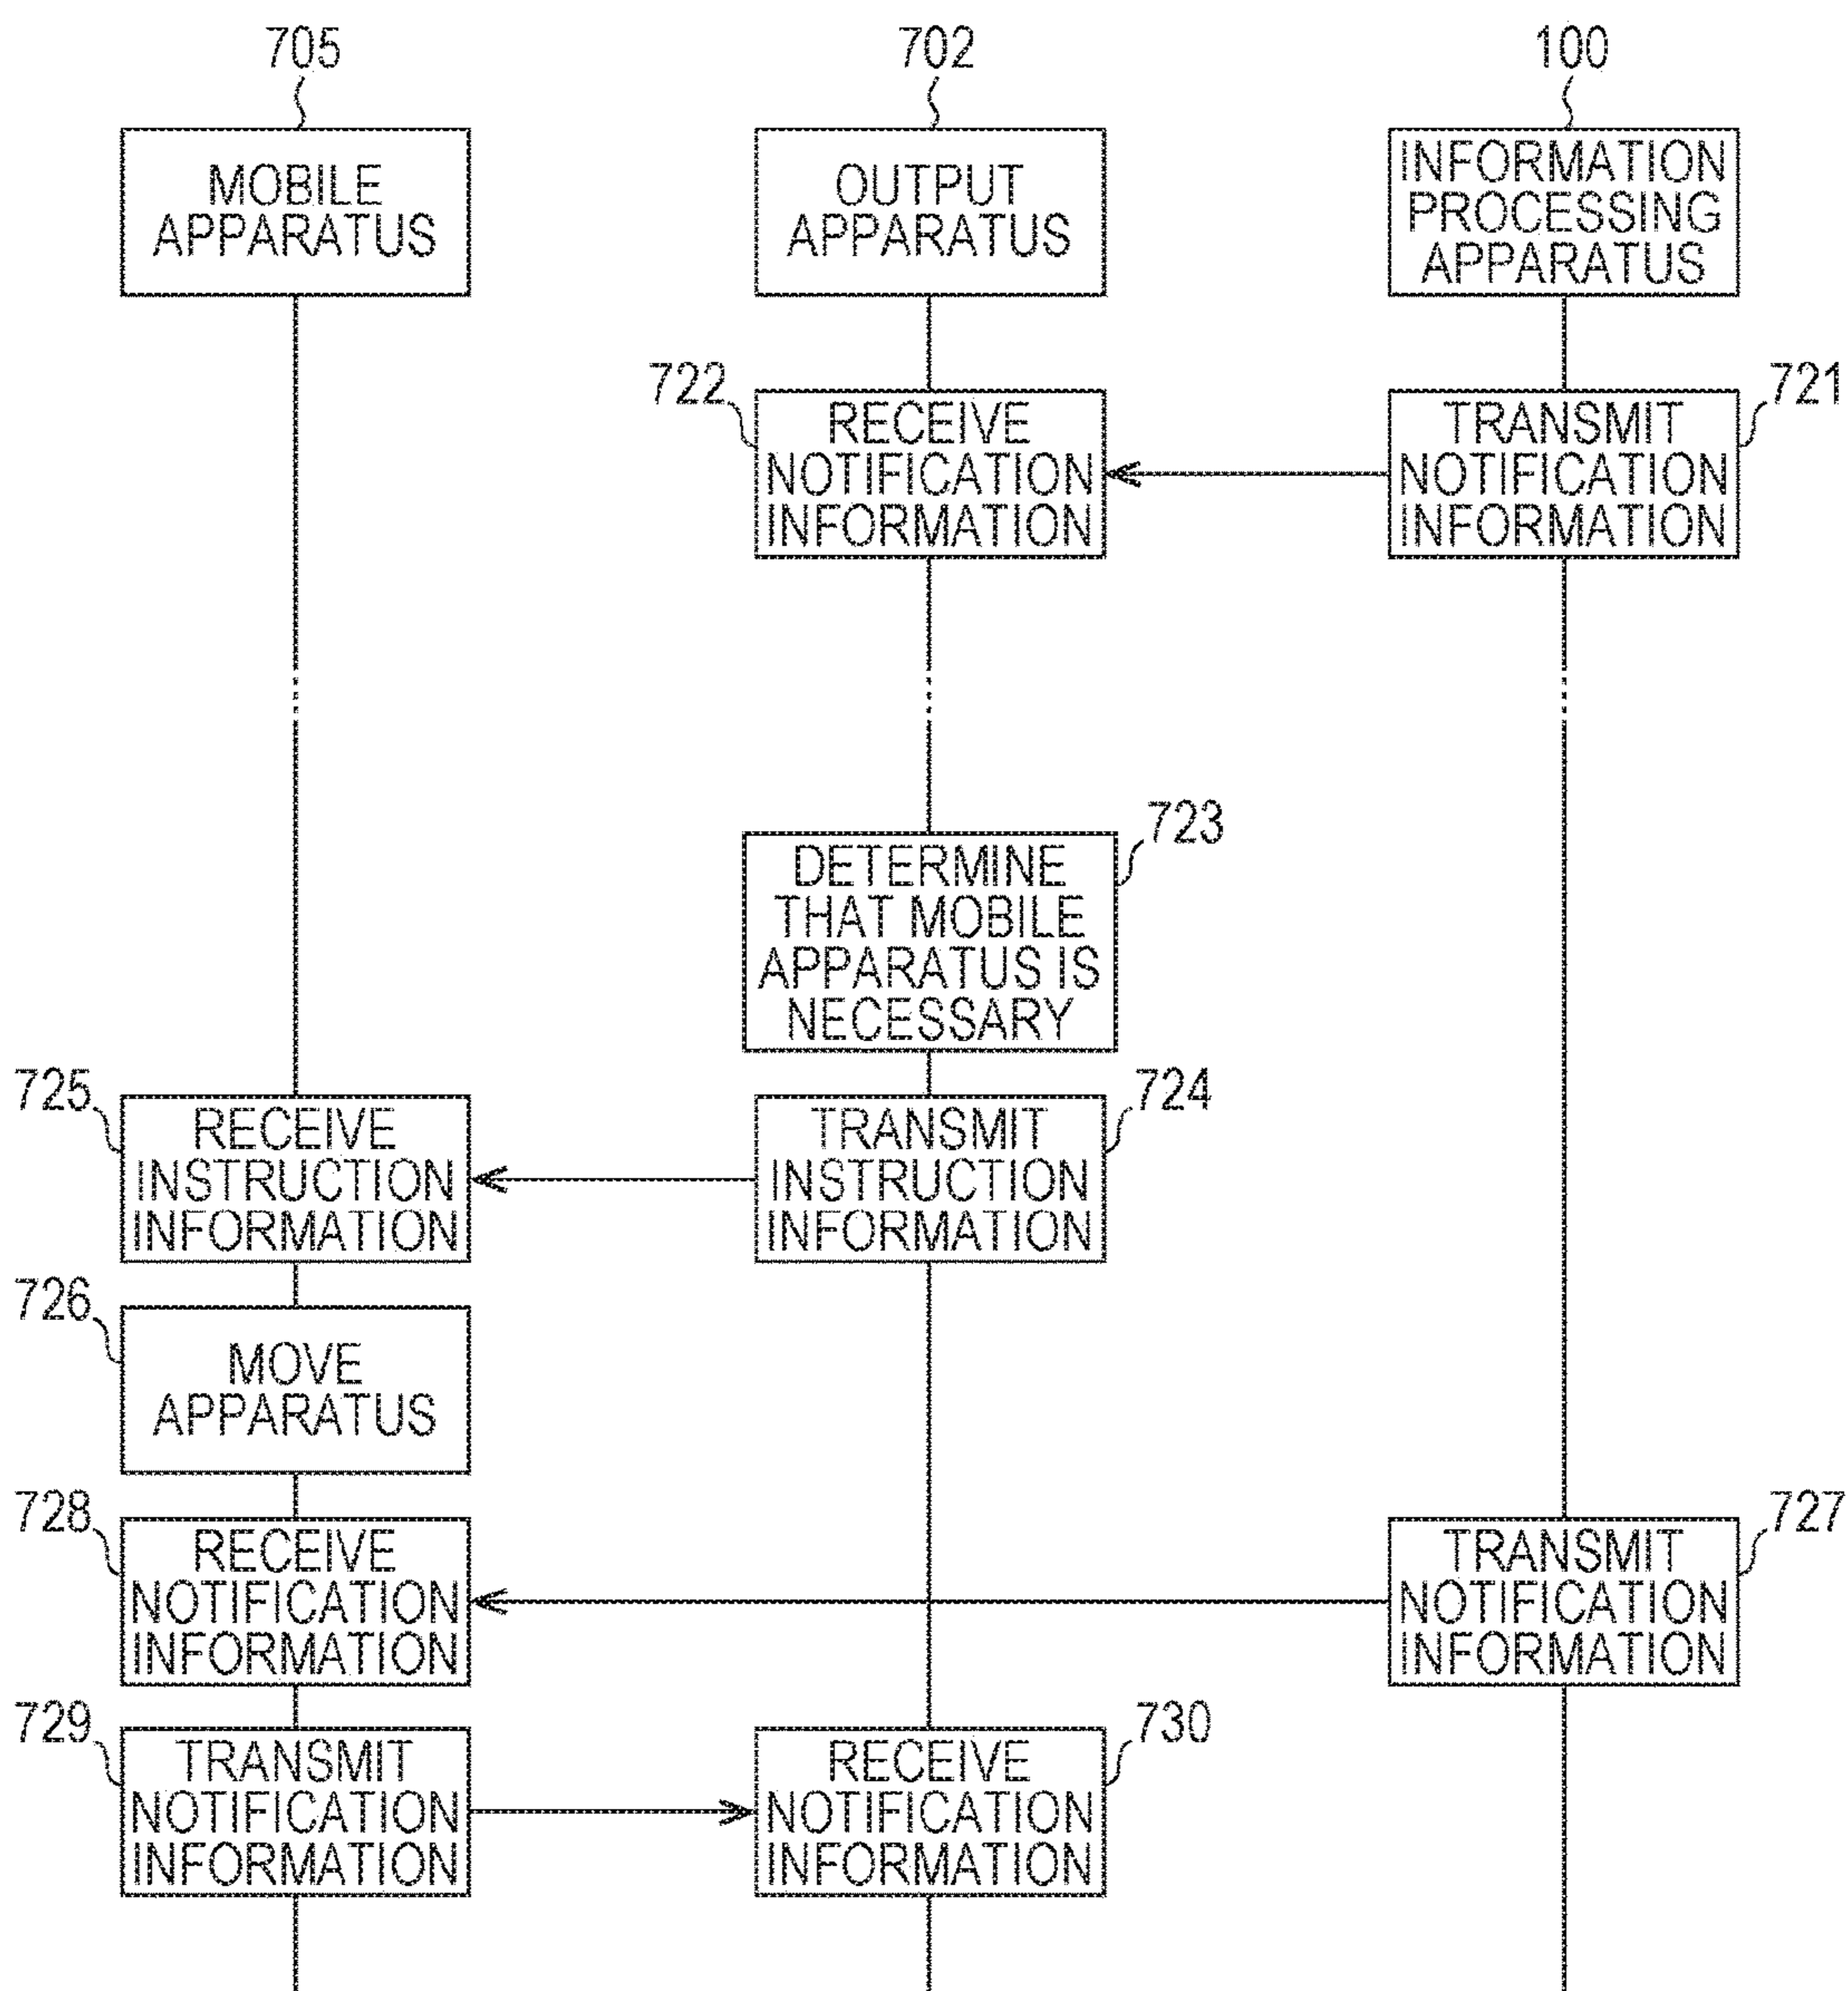 705
702
100
MOBILE
APPARATUS
OUTPUT
APPARATUS
INFORMATION
PROCESSING
APPARATUS
722
RECEIVE
NOTIFICATION
INFORMATION
721
TRANSMIT
NOTIFICATION
INFORMATION
723
DETERMINE
THAT MOBILE
APPARATUS IS
NECESSARY
725
RECEIVE
INSTRUCTION
INFORMATION
724
TRANSMIT
INSTRUCTION
INFORMATION
726
MOVE
APPARATUS
728
RECEIVE
NOTIFICATION
INFORMATION
727
TRANSMIT
NOTIFICATION
INFORMATION
729
TRANSMIT
NOTIFICATION
INFORMATION
730
RECEIVE
NOTIFICATION
INFORMATION